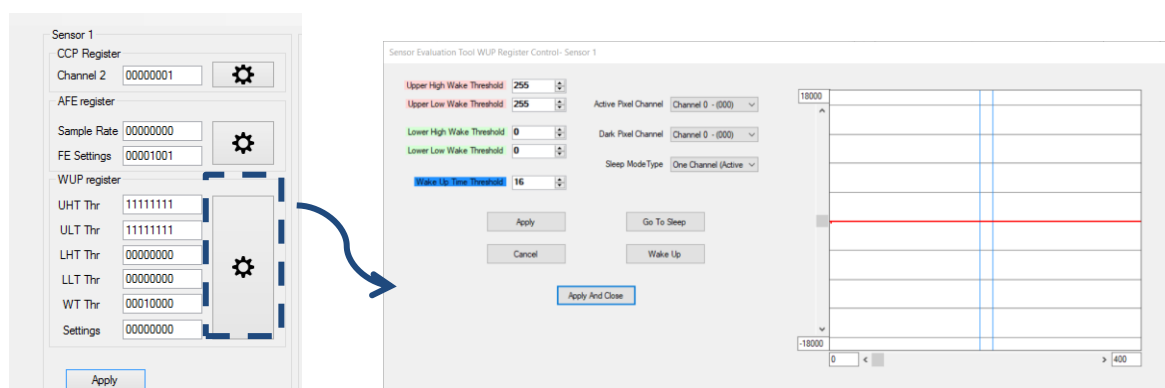 Sensor 1
CCP Register
Channel 2 00000001
AFE register
Sample Rate 00000000
FE Settings 00001001
WUP register
UHT Thr 11111111
ULT Thr 11111111
LHT Thr 00000000
LLT Thr 00000000
WT Thr 00010000
Settings 00000000
Apply
Sensor Evaluation Tool WUP Register Control- Sensor 1
Upper High Wake Threshold 255
Upper Low Wake Threshold 255
Lower High Wake Threshold 0
Lower Low Wake Threshold 0
Wake Up Time Threshold 16
Active Pixel Channel Channel 0 - (000)
Dark Pixel Channel Channel 0 - (000)
Sleep Mode Type One Channel (Active
Apply Go To Sleep
Cancel Wake Up
Apply And Close
18000
-18000
0 < > 400